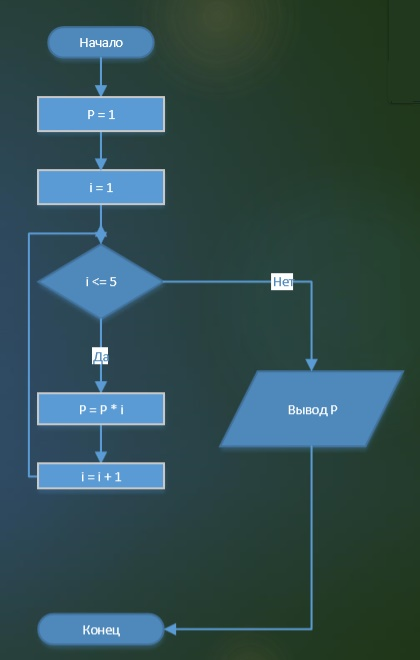 Начало
P = 1
i = 1
i <= 5
Нет
Да
P = P * i
Вывод P
i = i + 1
Конец